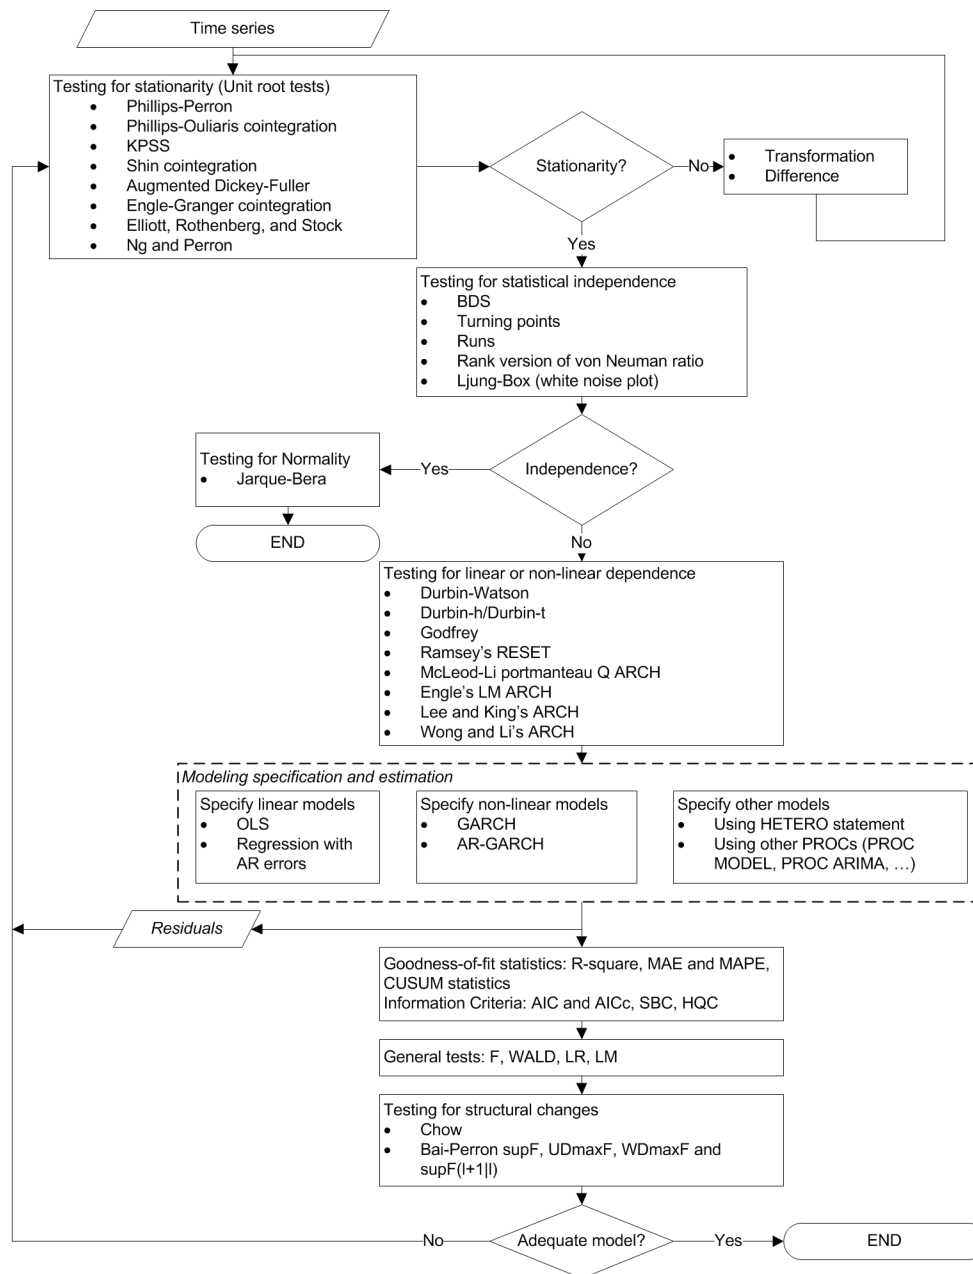 Time series
Testing for stationarity (Unit root tests)
• Phillips-Perron
• Phillips-Ouliaris cointegration
• KPSS
• Shin cointegration
• Augmented Dickey-Fuller
• Engle-Granger cointegration
• Elliott, Rothenberg, and Stock
• Ng and Perron
Stationarity?
No
• Transformation
• Difference
Yes
Testing for statistical independence
• BDS
• Turning points
• Runs
• Rank version of von Neuman ratio
• Ljung-Box (white noise plot)
Independence?
Yes
Testing for Normality
• Jarque-Bera
END
No
Testing for linear or non-linear dependence
• Durbin-Watson
• Durbin-h/Durbin-t
• Godfrey
• Ramsey's RESET
• McLeod-Li portmanteau Q ARCH
• Engle's LM ARCH
• Lee and King's ARCH
• Wong and Li's ARCH
Modeling specification and estimation
Specify linear models
• OLS
• Regression with
AR errors
Specify non-linear models
• GARCH
• AR-GARCH
Specify other models
• Using HETERO statement
• Using other PROCs (PROC
MODEL, PROC ARIMA, …)
Residuals
Goodness-of-fit statistics: R-square, MAE and MAPE,
CUSUM statistics
Information Criteria: AIC and AICc, SBC, HQC
General tests: F, WALD, LR, LM
Testing for structural changes
• Chow
• Bai-Perron supF, UDmaxF, WDmaxF and
supF(l+1|l)
Adequate model?
No
Yes
END